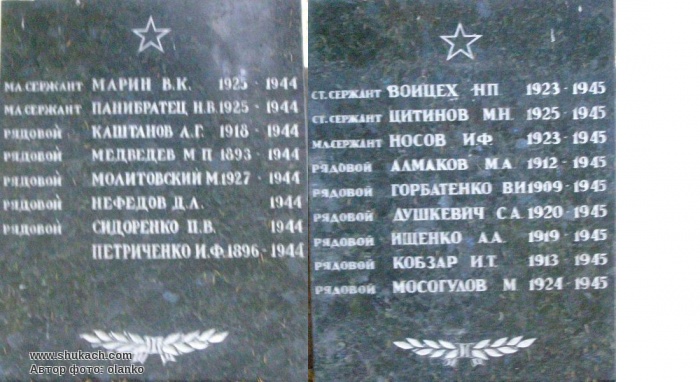 МЛ.СЕРЖАНТ МАРИН В.К. 1925 - 1944
МЛ.СЕРЖАНТ ПАНИБРАТЕЦ Н.В. 1925 - 1944
РЯДОВОЙ КАШТАНОВ А.Г. 1918 - 1944
РЯДОВОЙ МЕДВЕДЕВ М П 1893 - 1944
РЯДОВОЙ МОЛИТОВСКИЙ М. 1927 - 1944
РЯДОВОЙ НЕФЕДОВ Д.А. 1944
РЯДОВОЙ СИДОРЕНКО П.В. 1944
ПЕТРИЧЕНКО И.Ф. 1896 - 1944
www.shukach.com
Автор фото: olanko
СТ.СЕРЖАНТ ВОЙЦЕХ НП 1923 - 1945
СТ.СЕРЖАНТ ЦИТИНОВ М.Н. 1925 - 1945
МЛ.СЕРЖАНТ НОСОВ И.Ф. 1923 - 1945
РЯДОВОЙ АЛМАКОВ М.А 1912 - 1945
РЯДОВОЙ ГОРБАТЕНКО В.И 1909 - 1945
РЯДОВОЙ ДУШКЕВИЧ С.А. 1920 - 1945
РЯДОВОЙ ИЩЕНКО А.А. 1919 - 1945
РЯДОВОЙ КОБЗАР И.Т. 1913 - 1945
РЯДОВОЙ МОСОГУЛОВ М 1924 - 1945